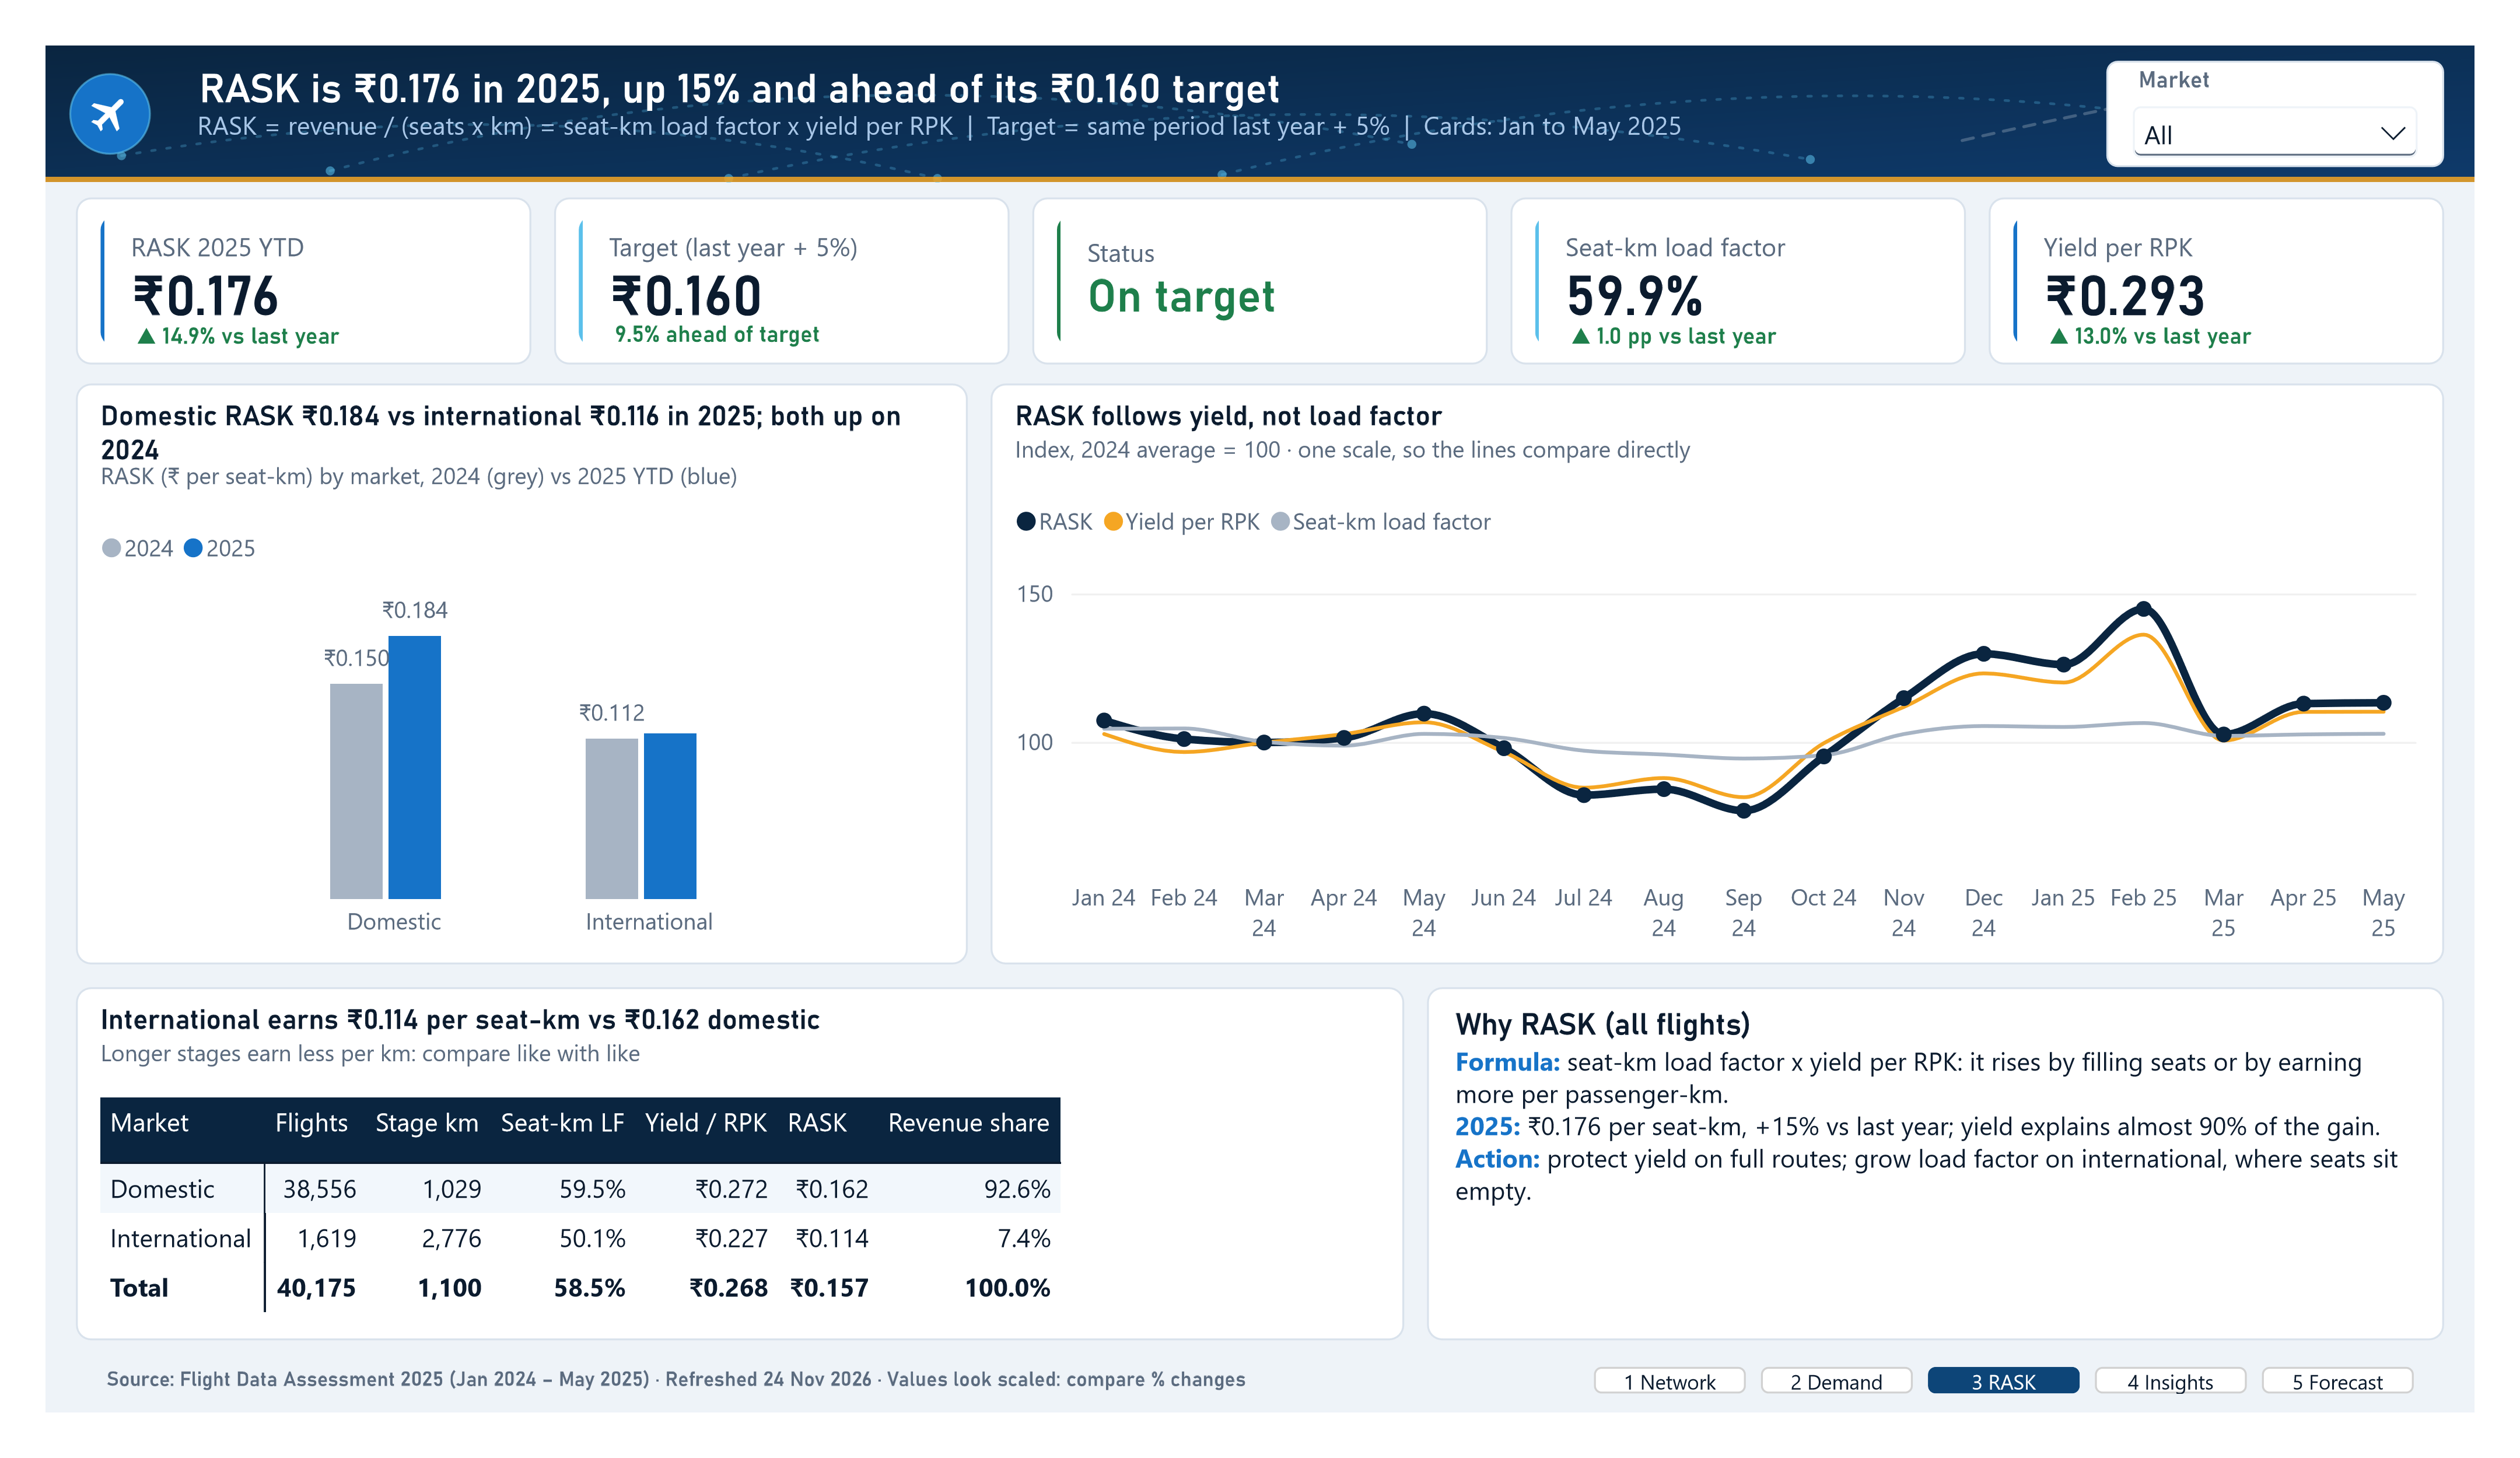 RASK is ₹0.176 in 2025, up 15% and ahead of its ₹0.160 target
RASK = revenue / (seats x km) = seat-km load factor x yield per RPK | Target = same period last year + 5% | Cards: Jan to May 2025
Market
All
RASK 2025 YTD
₹0.176
▲ 14.9% vs last year
Target (last year + 5%)
₹0.160
9.5% ahead of target
Status
On target
Seat-km load factor
59.9%
▲ 1.0 pp vs last year
Yield per RPK
₹0.293
▲ 13.0% vs last year
Domestic RASK ₹0.184 vs international ₹0.116 in 2025; both up on
2024
RASK (₹ per seat-km) by market, 2024 (grey) vs 2025 YTD (blue)
2024 2025
₹0.184
₹0.150
₹0.112
Domestic International
RASK follows yield, not load factor
Index, 2024 average = 100 · one scale, so the lines compare directly
RASK Yield per RPK Seat-km load factor
150
100
Jan 24 Feb 24 Mar 24 Apr 24 May 24 Jun 24 Jul 24 Aug 24 Sep 24 Oct 24 Nov 24 Dec 24 Jan 25 Feb 25 Mar 25 Apr 25 May 25
International earns ₹0.114 per seat-km vs ₹0.162 domestic
Longer stages earn less per km: compare like with like
Market Flights Stage km Seat-km LF Yield / RPK RASK Revenue share
Domestic 38,556 1,029 59.5% ₹0.272 ₹0.162 92.6%
International 1,619 2,776 50.1% ₹0.227 ₹0.114 7.4%
Total 40,175 1,100 58.5% ₹0.268 ₹0.157 100.0%
Why RASK (all flights)
Formula: seat-km load factor x yield per RPK: it rises by filling seats or by earning
more per passenger-km.
2025: ₹0.176 per seat-km, +15% vs last year; yield explains almost 90% of the gain.
Action: protect yield on full routes; grow load factor on international, where seats sit
empty.
Source: Flight Data Assessment 2025 (Jan 2024 – May 2025) · Refreshed 24 Nov 2026 · Values look scaled: compare % changes
1 Network 2 Demand 3 RASK 4 Insights 5 Forecast